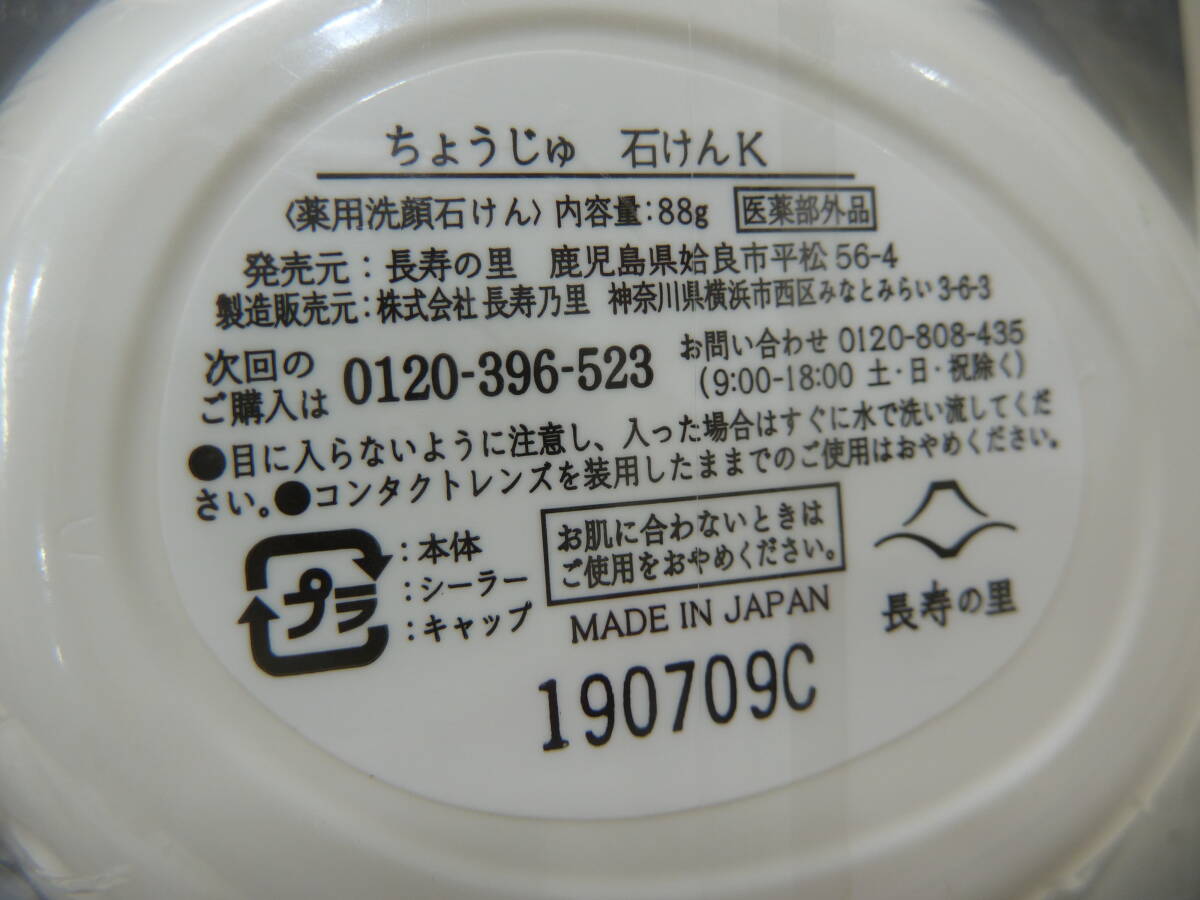 ちょうじゅ 石けんK
〈薬用洗顔石けん〉内容量:88g 医薬部外品
発売元：長寿の里 鹿児島県姶良市平松56-4
製造販売元：株式会社 長寿乃里 神奈川県横浜市西区みなとみらい3-6-3
次回の
ご購入は 0120-396-523
お問い合わせ 0120-808-435
(9:00-18:00 土・日・祝除く)
●目に入らないように注意し、入った場合はすぐに水で洗い流してくだ
さい。●コンタクトレンズを装用したままでのご使用はおやめください。
プラ
：本体
：シーラー
：キャップ
お肌に合わないときは
ご使用をおやめください。
MADE IN JAPAN
長寿の里
190709C